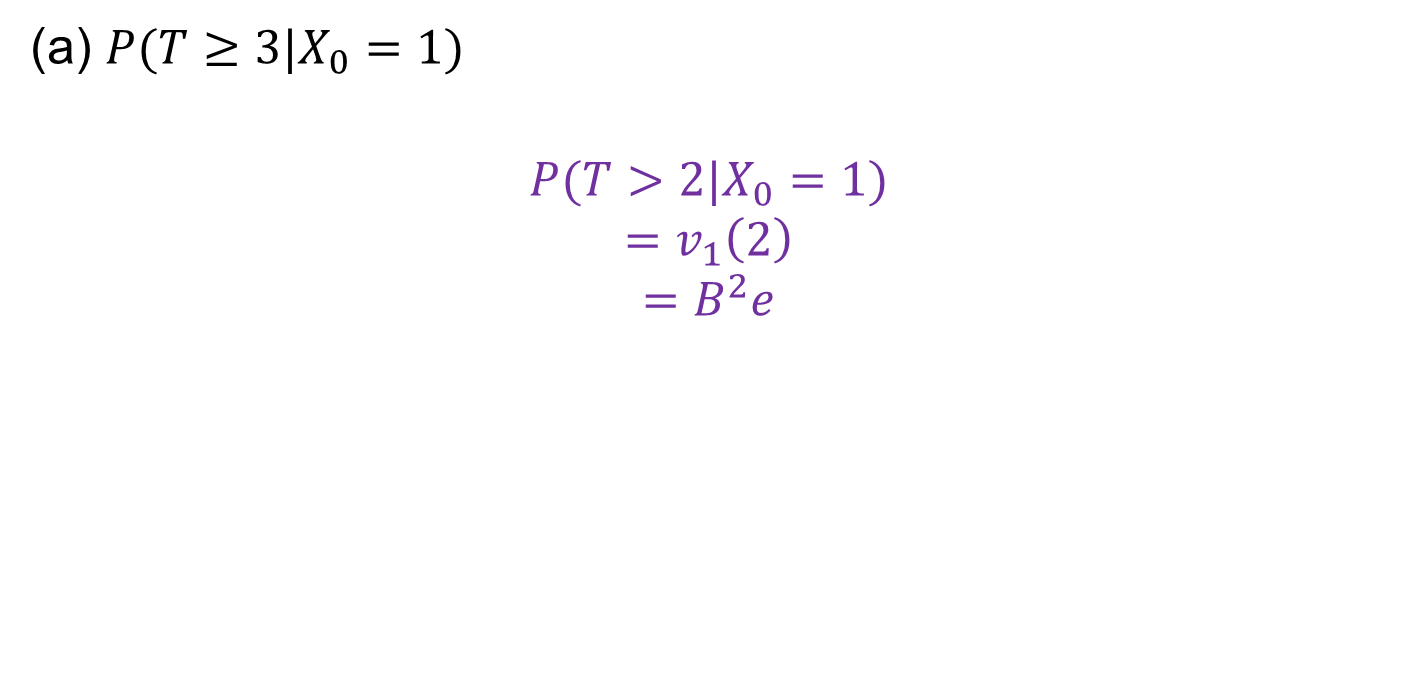 (a) 𝑃(𝑇 ≥ 3|𝑋₀ = 1)
𝑃(𝑇 > 2|𝑋₀ = 1)
= 𝑣₁(2)
= 𝐵²𝑒